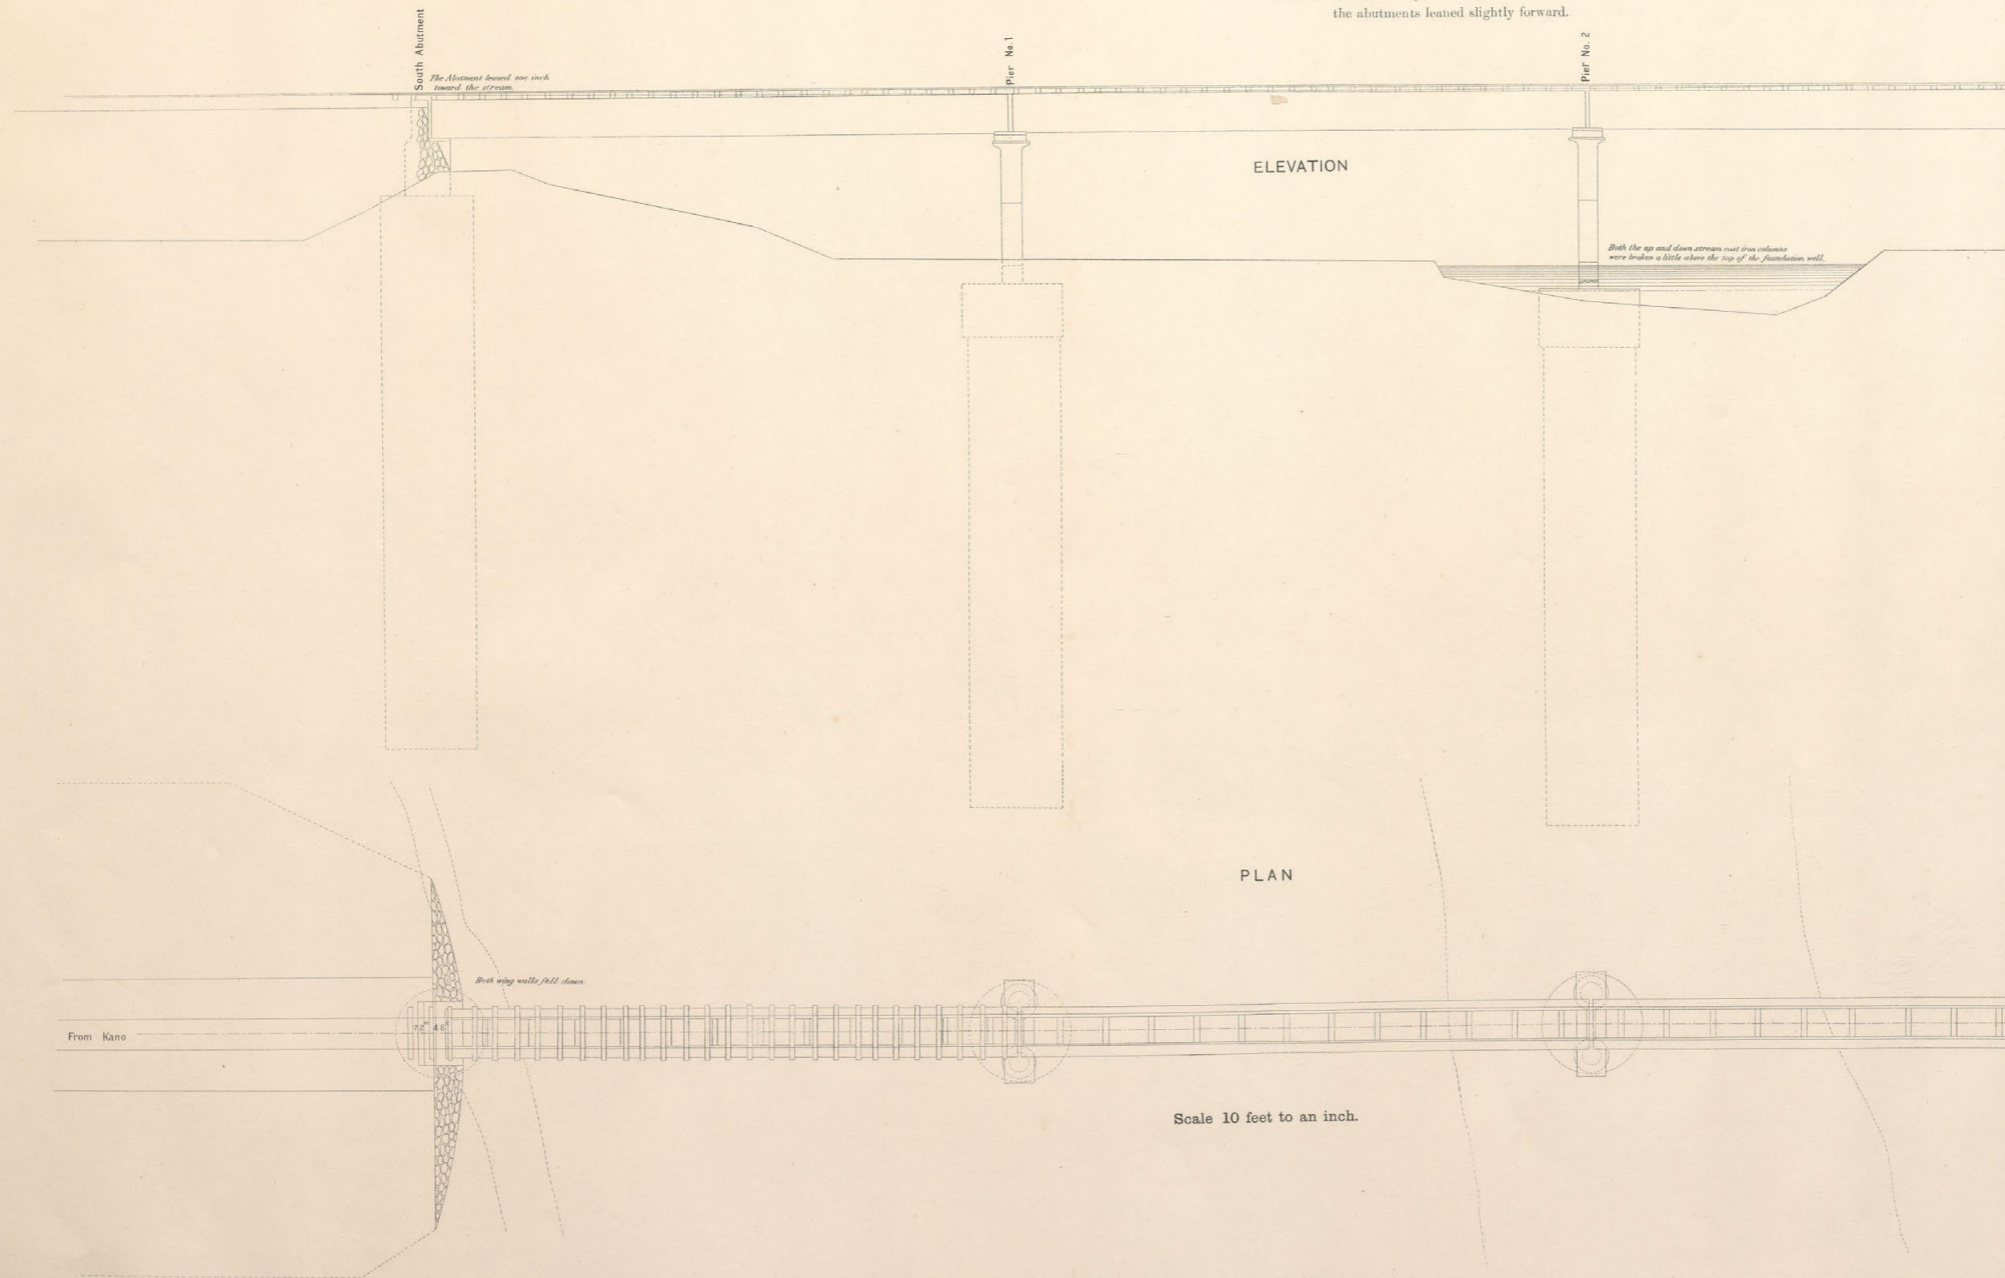 the abutments leaned slightly forward.
South Abutment
The Abutment leaned one inch
toward the stream.
Pier No.1
Pier No. 2
ELEVATION
Both the up and down stream cast iron columns
were broken a little above the top of the foundation well.
PLAN
Both wing walls fell down.
From Kano
Scale 10 feet to an inch.